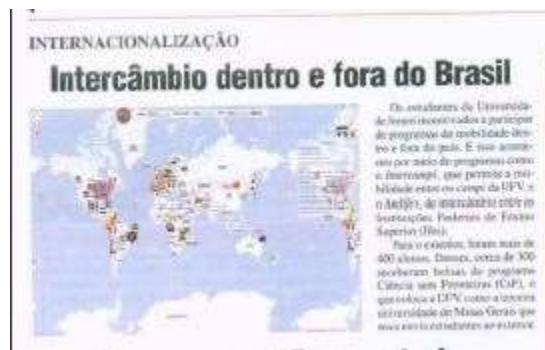 INTERNACIONALIZAÇÃO
Intercâmbio dentro e fora do Brasil
Os estudantes da Universida-
de foram incentivados a participar
de programas de mobilidade den-
tro e fora do país. E isso aconte-
ceu por meio de programas como
o Intercampi, que permite a mo-
bilidade entre os campi da UFV, e
o Andifes, de intercâmbio entre as
Instituições Federais de Ensino
Superior (Ifes).
Para o exterior, foram mais de
400 alunos. Desses, cerca de 300
receberam bolsas do programa
Ciência sem Fronteiras (CsF), o
que coloca a UFV como a terceira
universidade de Minas Gerais que
mais envia estudantes ao exterior